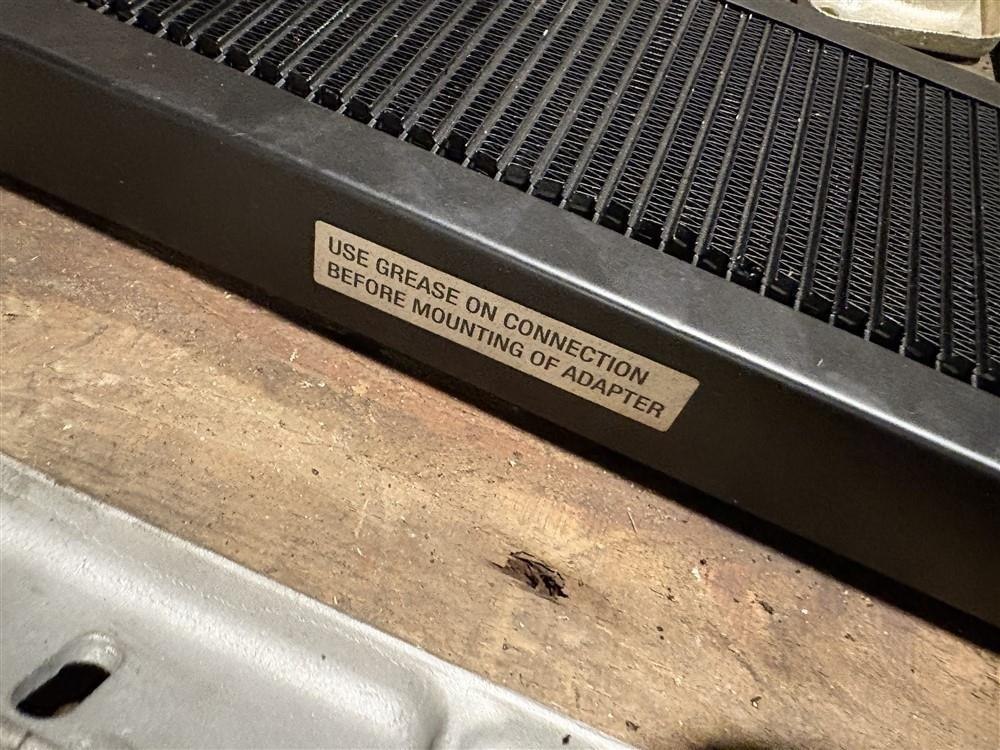 USE GREASE ON CONNECTION
BEFORE MOUNTING OF ADAPTER